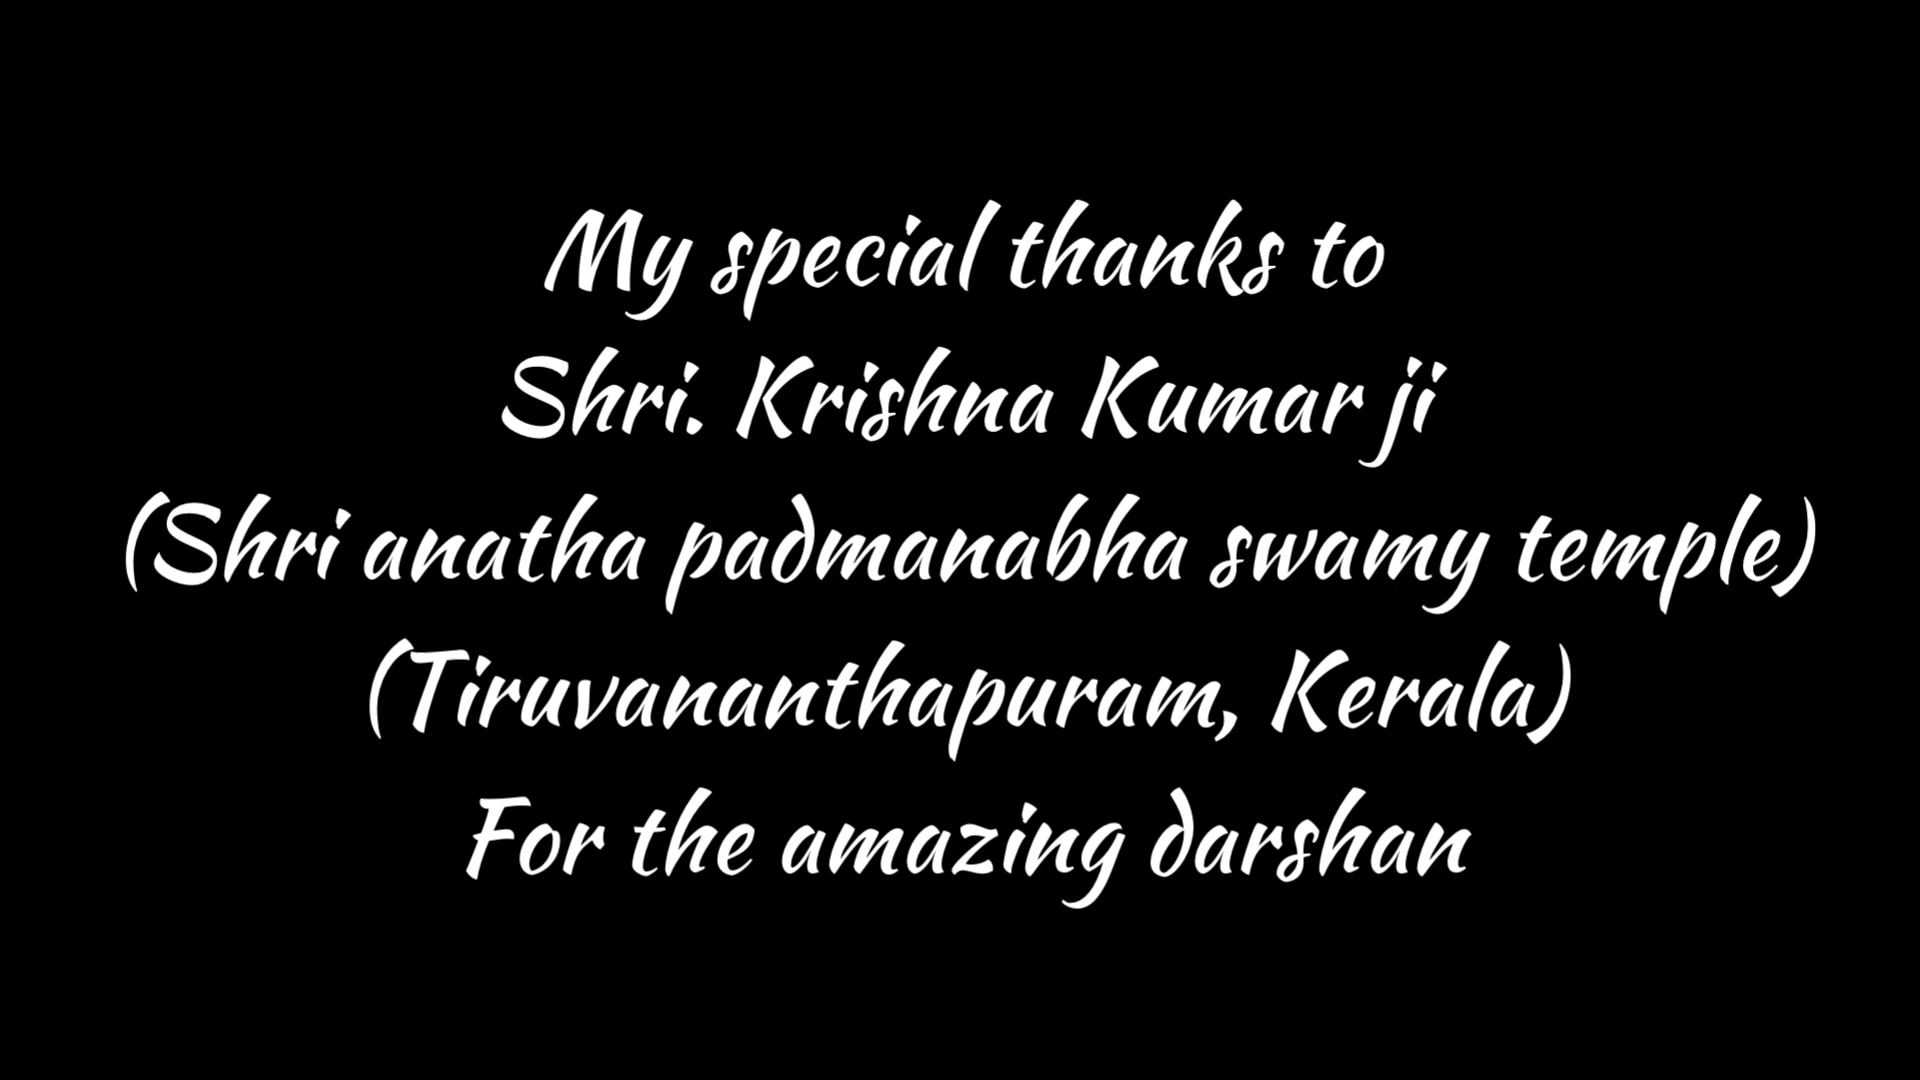 My special thanks to
Shri. Krishna Kumar ji
(Shri anatha padmanabha swamy temple)
(Tiruvananthapuram, Kerala)
For the amazing darshan